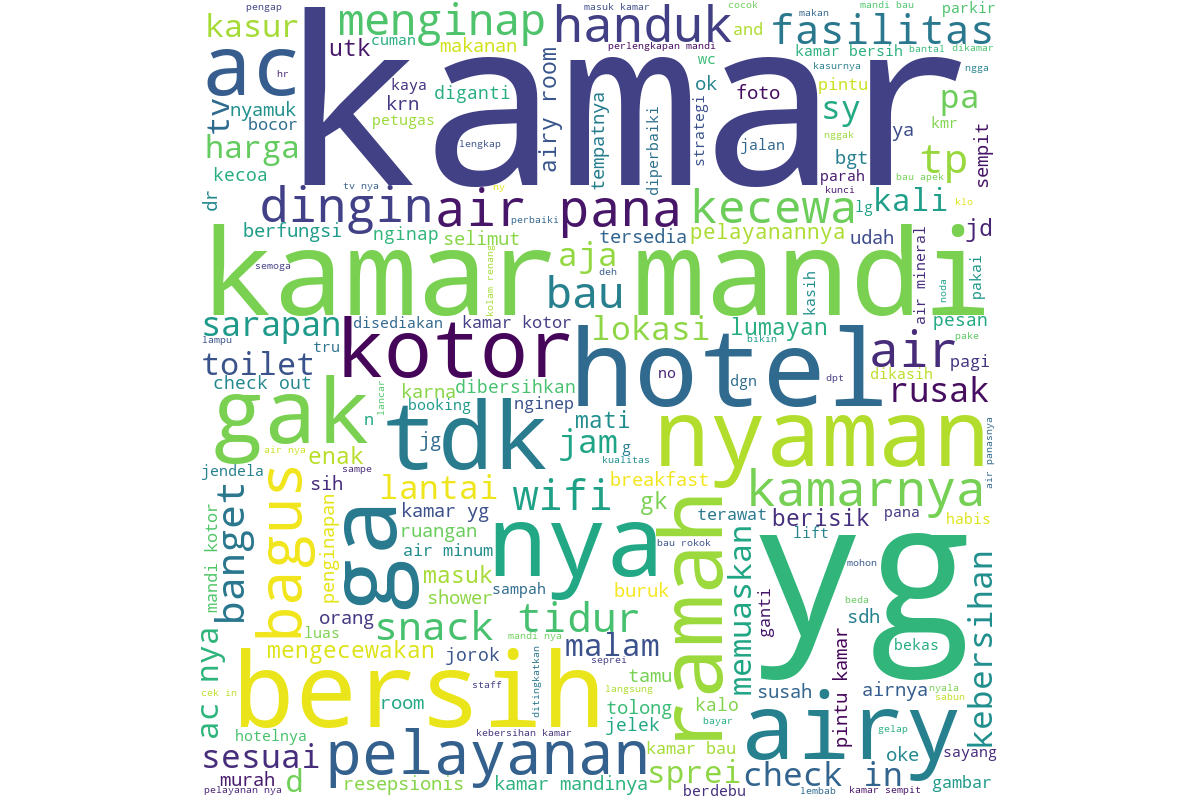 pengap
masuk kamar
cocok
mandi bau
parkir
kasur
menginap
handuk
and
fasilitas
makan
utk
cuman
makanan
perlengkapan mandi
kamar bersih
bantal
dikamar
ac
kamar
wc
kasurnya
ngga
hr
kaya
diganti
airy room
ok
foto
pintu
pa
tv
nyamuk
krn
petugas
tempatnya
strategi
sy
bocor
nggak
ya
kmr
harga
lengkap
diperbaiki
jalan
bgt
tp
sempit
kecoa
parah
bau apek
dr
tv nya
ny
kunci
dingin
air pana
kecewa
lg
kali
klo
perbaiki
berfungsi
nginap
selimut
tersedia
pelayanannya
udah
jd
kamar mandi
semoga
kolam renang
aja
deh
bau
kasih
air mineral
noda
pakai
sarapan
disediakan
kamar kotor
lokasi
lumayan
pesan
lampu
tru
kotor
hotel
bikin
air
pake
toilet
pagi
check out
karna
dibersihkan
no
dgn
dpt
dikasih
rusak
lancar
gak
n
booking
nginep
mati
nyaman
tdk
jg
jam
g
air nya
enak
kualitas
air panasnya
jendela
sampe
bagus
sih
lantai
wifi
breakfast
kamarnya
banget
mandi kotor
penginapan
ga
kamar yg
nya
gk
terawat
berisik
pana
habis
ruangan
lift
air minum
bau rokok
ramah
memuaskan
yg
masuk
mohon
kebersihan
shower
sampah
buruk
ganti
beda
orang
snack
tidur
sdh
luas
mandi nya
bekas
ac nya
mengecewakan
jorok
malam
pintu kamar
seprei
bersih
staff
ditingkatkan
langsung
tamu
susah
airnya
nyala
cek in
room
tolong
kalo
sabun
jelek
bayar
airy
gelap
hotelnya
kebersihan kamar
sesuai
pelayanan
kamar bau
oke
sayang
murah
d
resepsionis
kamar mandinya
sprei
check in
gambar
pelayanan nya
berdebu
lembab
kamar sempit